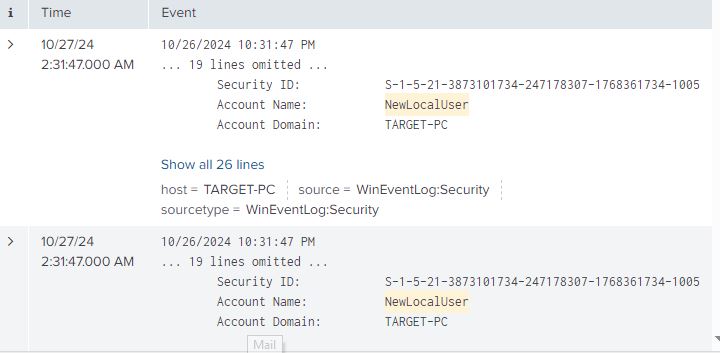 i Time Event
> 10/27/24 10/26/2024 10:31:47 PM
2:31:47.000 AM ... 19 lines omitted ...
Security ID: S-1-5-21-3873101734-247178307-1768361734-1005
Account Name: NewLocalUser
Account Domain: TARGET-PC
Show all 26 lines
host = TARGET-PC source = WinEventLog:Security
sourcetype = WinEventLog:Security
> 10/27/24 10/26/2024 10:31:47 PM
2:31:47.000 AM ... 19 lines omitted ...
Security ID: S-1-5-21-3873101734-247178307-1768361734-1005
Account Name: NewLocalUser
Account Domain: TARGET-PC
Mail